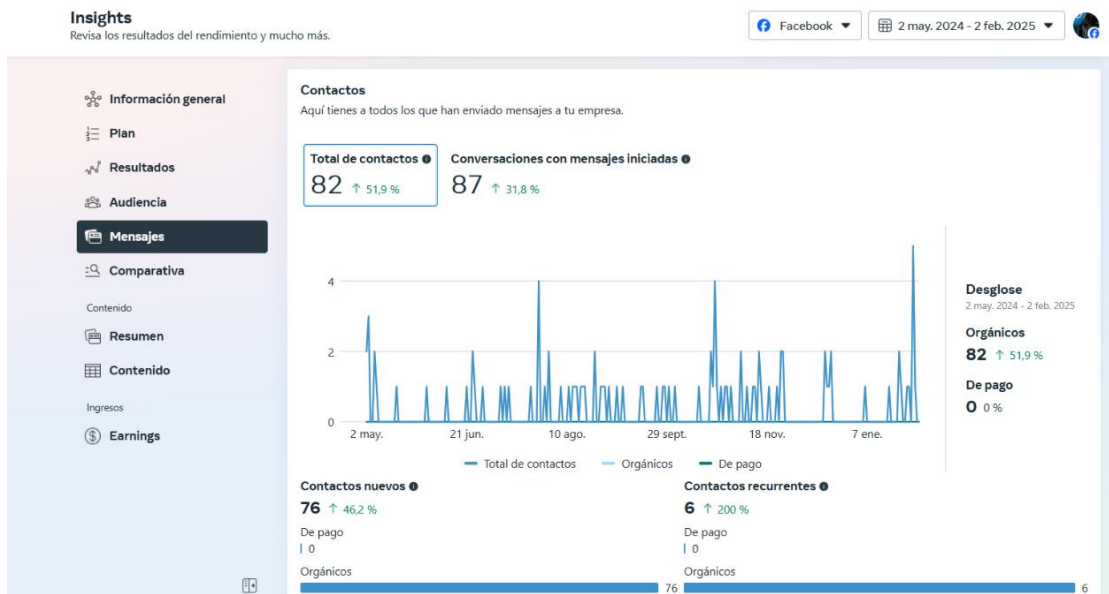 Insights
Revisa los resultados del rendimiento y mucho más.
Facebook
2 may. 2024 - 2 feb. 2025
Información general
Plan
Resultados
Audiencia
Mensajes
Comparativa
Contenido
Resumen
Contenido
Ingresos
Earnings
Contactos
Aquí tienes a todos los que han enviado mensajes a tu empresa.
Total de contactos
82 ↑ 51,9 %
Conversaciones con mensajes iniciadas
87 ↑ 31,8 %
4
2
0
2 may. 21 jun. 10 ago. 29 sept. 18 nov. 7 ene.
Total de contactos Orgánicos De pago
Desglose
2 may. 2024 - 2 feb. 2025
Orgánicos
82 ↑ 51,9 %
De pago
0 0 %
Contactos nuevos
76 ↑ 46,2 %
De pago
0
Orgánicos
76
Contactos recurrentes
6 ↑ 200 %
De pago
0
Orgánicos
6